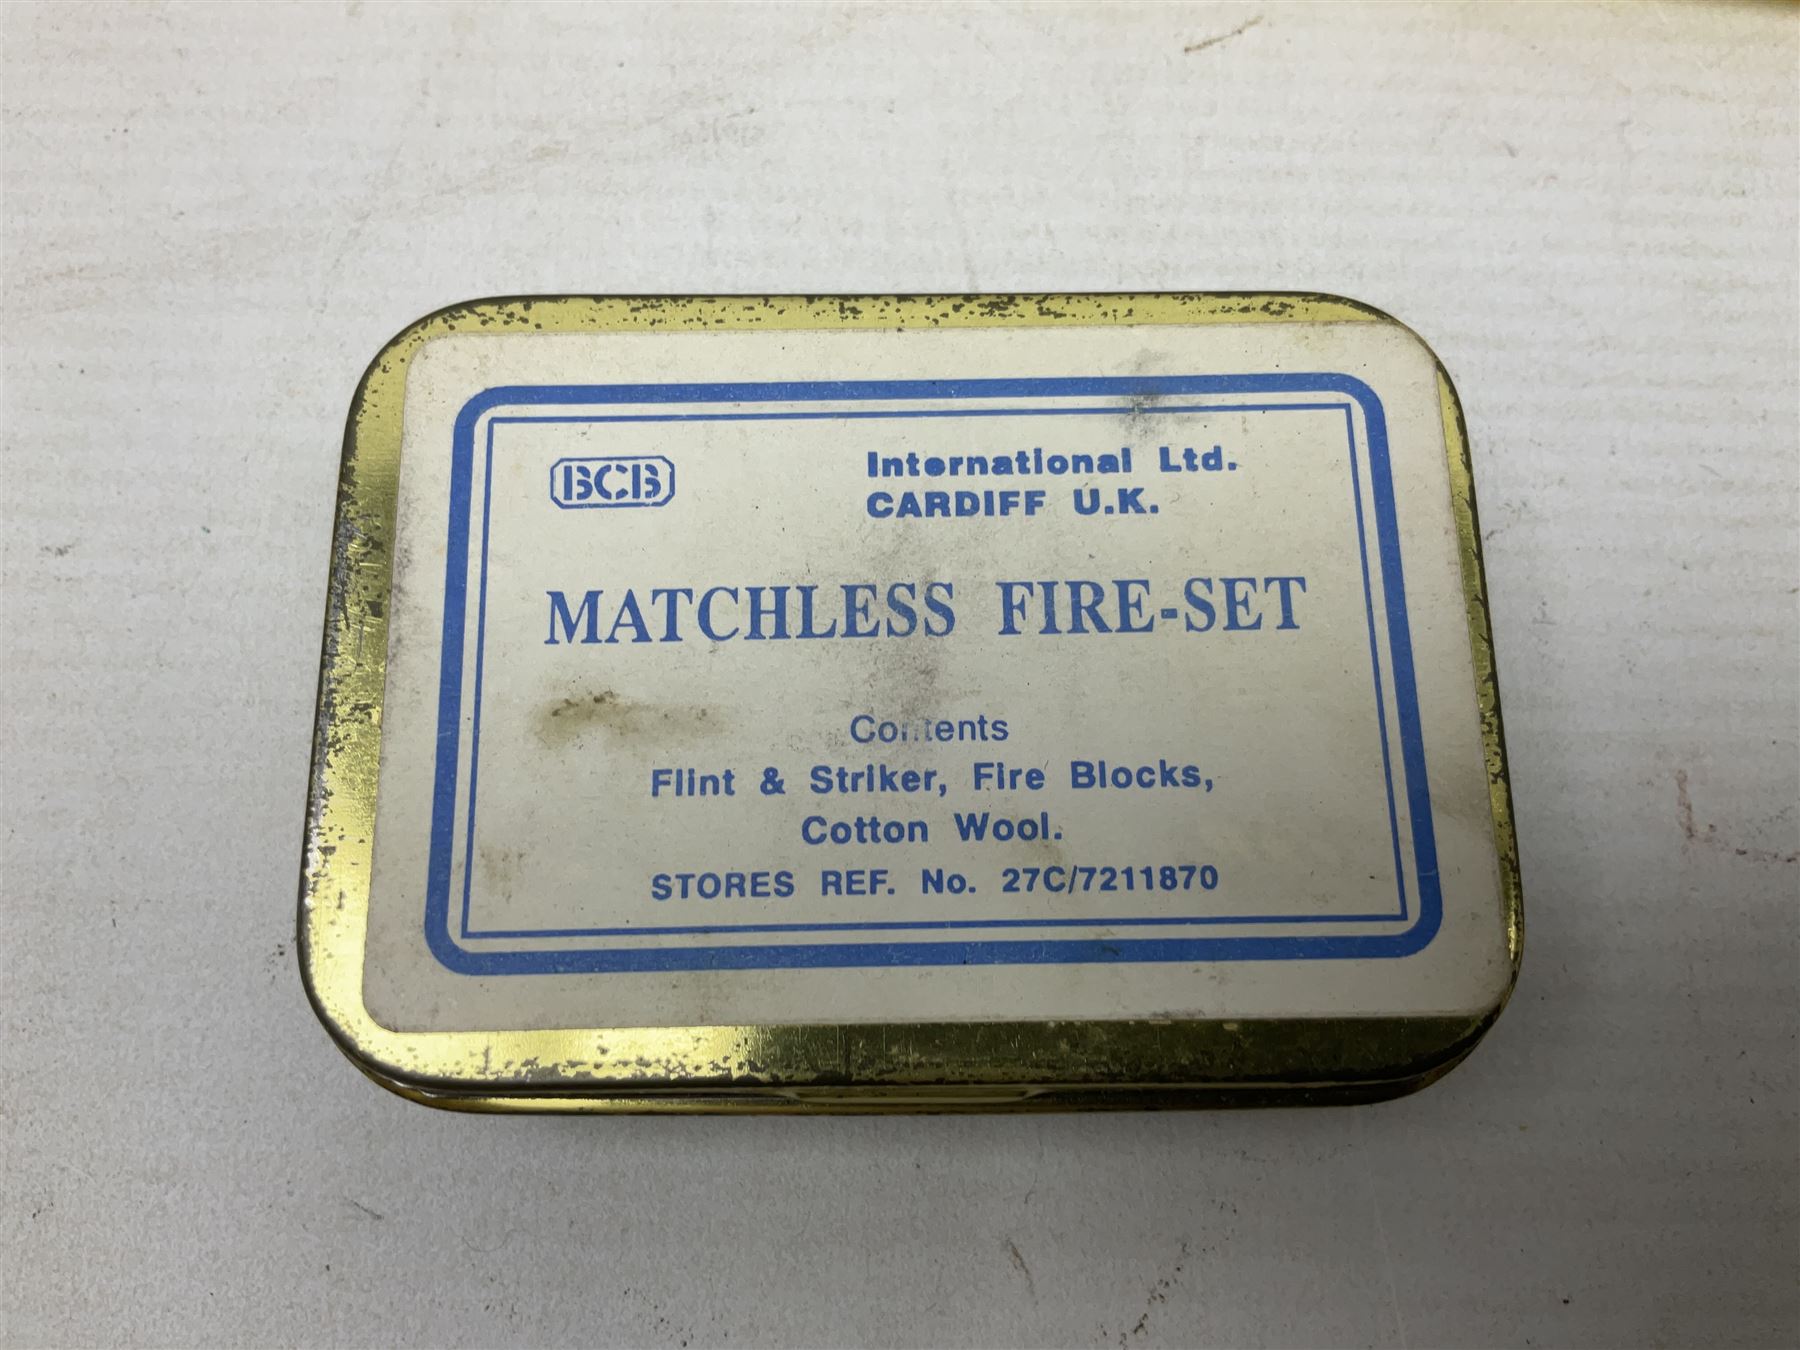 BCB International Ltd.
CARDIFF U.K.
MATCHLESS FIRE-SET
Contents
Flint & Striker, Fire Blocks,
Cotton Wool.
STORES REF. No. 27C/7211870